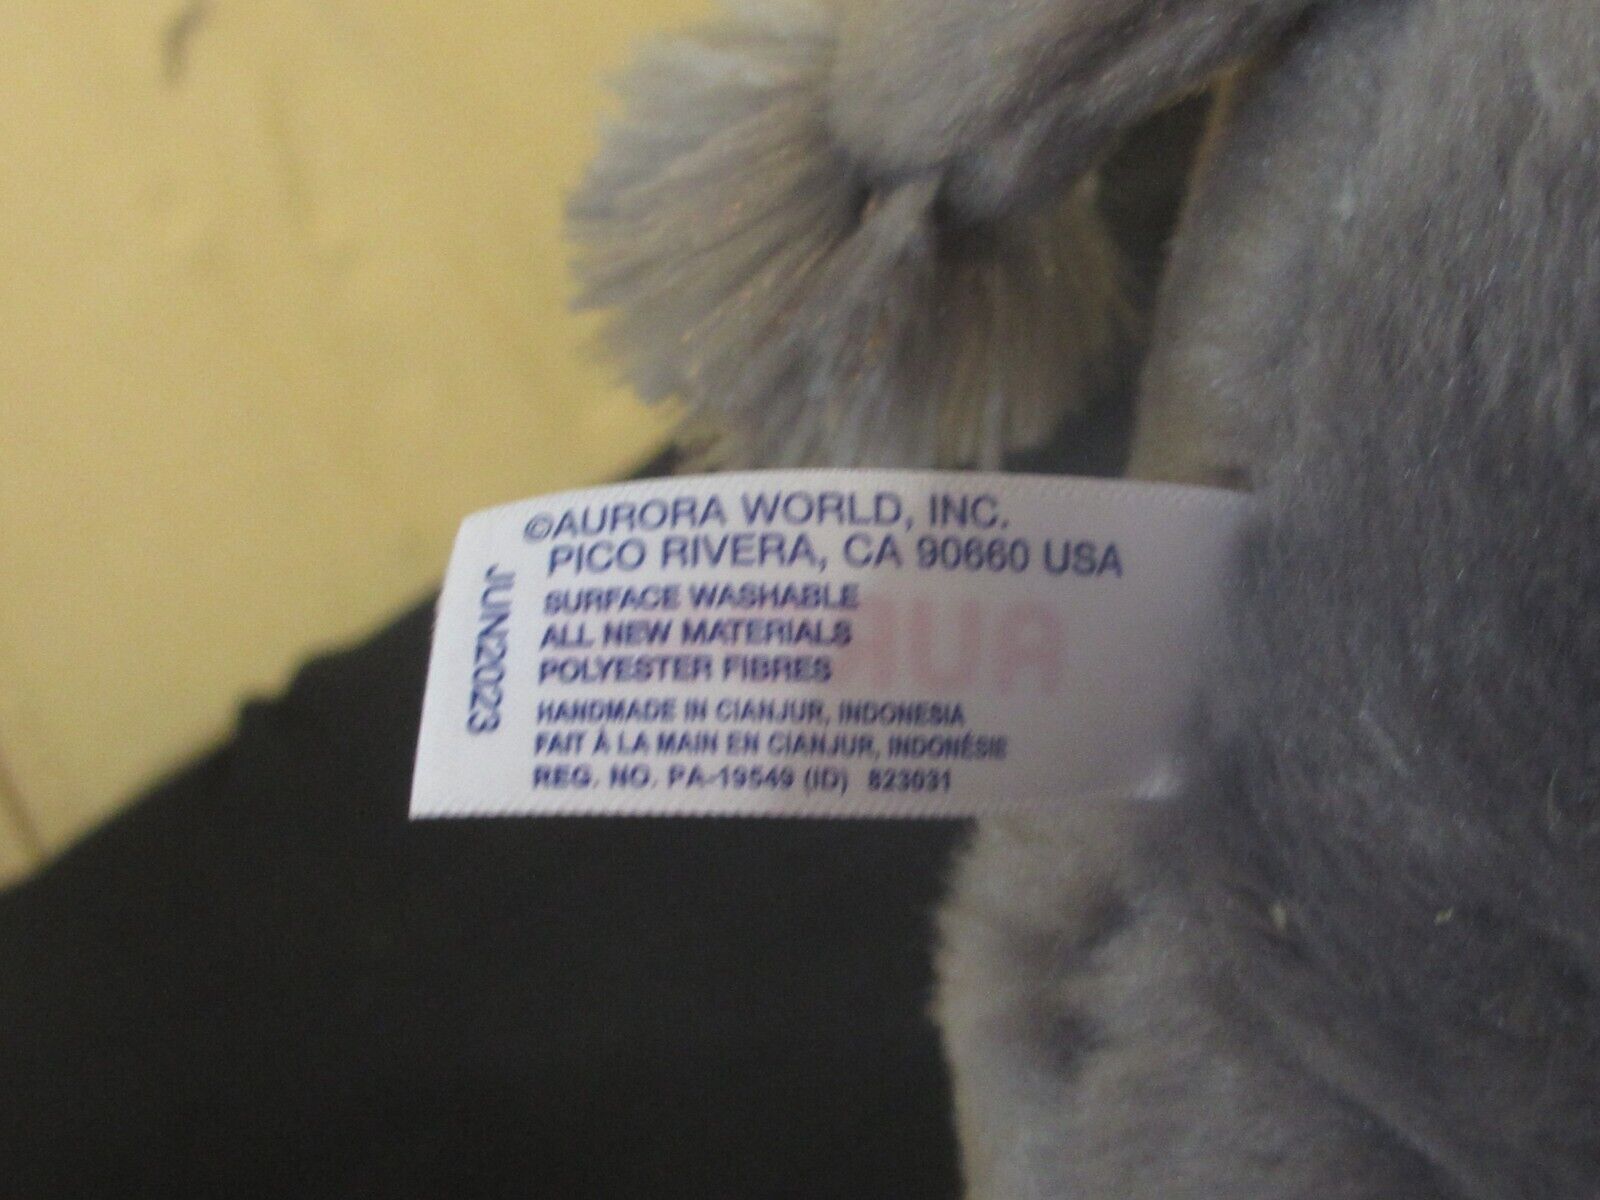 ©AURORA WORLD, INC.
PICO RIVERA, CA 90660 USA
SURFACE WASHABLE
ALL NEW MATERIALS
POLYESTER FIBRES
HANDMADE IN CIANJUR, INDONESIA
FAIT À LA MAIN EN CIANJUR, INDONÉSIE
REG. NO. PA-19549 (ID) 823031
JUN2023